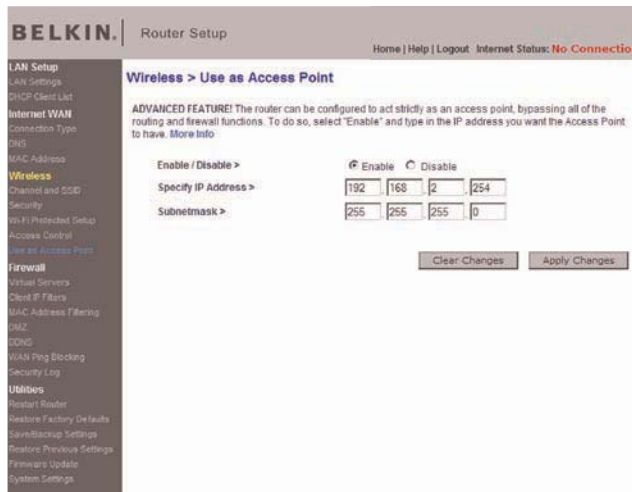 BELKIN. Router Setup
Home | Help | Logout Internet Status: No Connectio
LAN Setup
LAN Settings
DHCP Client List
Internet WAN
Connection Type
DNS
MAC Address
Wireless
Channel and SSID
Security
Wi-Fi Protected Setup
Access Control
Use as Access Point
Firewall
Virtual Servers
Client IP Filters
MAC Address Filtering
DMZ
DDNS
WAN Ping Blocking
Security Log
Utilities
Restart Router
Restore Factory Defaults
Save/Backup Settings
Restore Previous Settings
Firmware Update
System Settings
Wireless > Use as Access Point
ADVANCED FEATURE! The router can be configured to act strictly as an access point, bypassing all of the
routing and firewall functions. To do so, select "Enable" and type in the IP address you want the Access Point
to have. More Info
Enable / Disable > Enable Disable
Specify IP Address > 192 . 168 . 2 . 254
Subnetmask > 255 . 255 . 255 . 0
Clear Changes Apply Changes